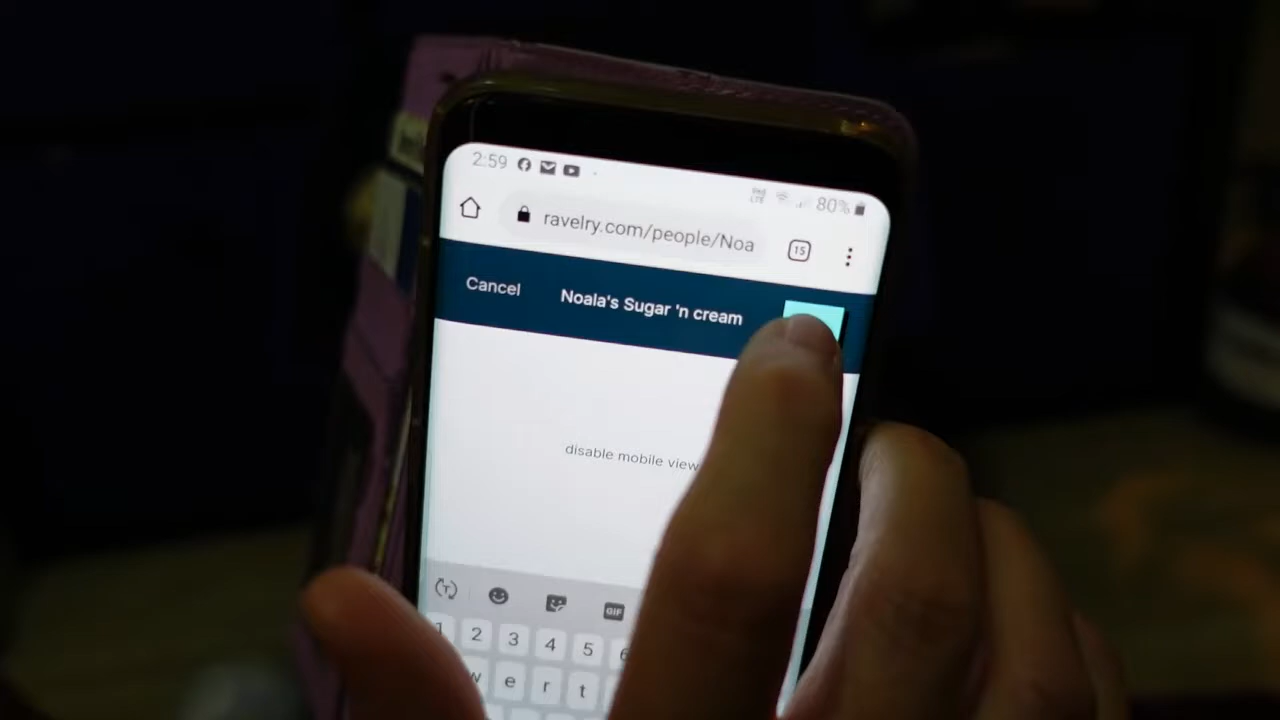 2:59 80%
ravelry.com/people/Noa 15
Cancel Noala's Sugar 'n cream
disable mobile view
T GIF
1 2 3 4 5 6
w e r t